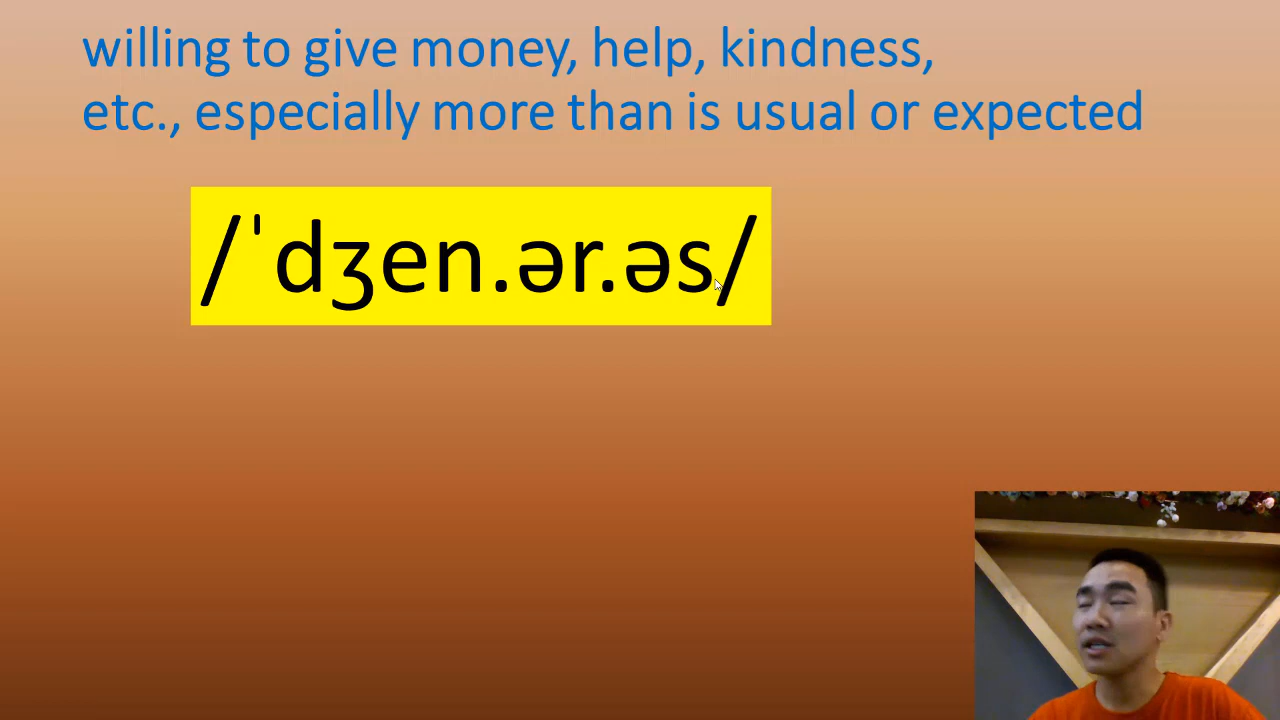 willing to give money, help, kindness,
etc., especially more than is usual or expected
/ˈdʒen.ər.əs/